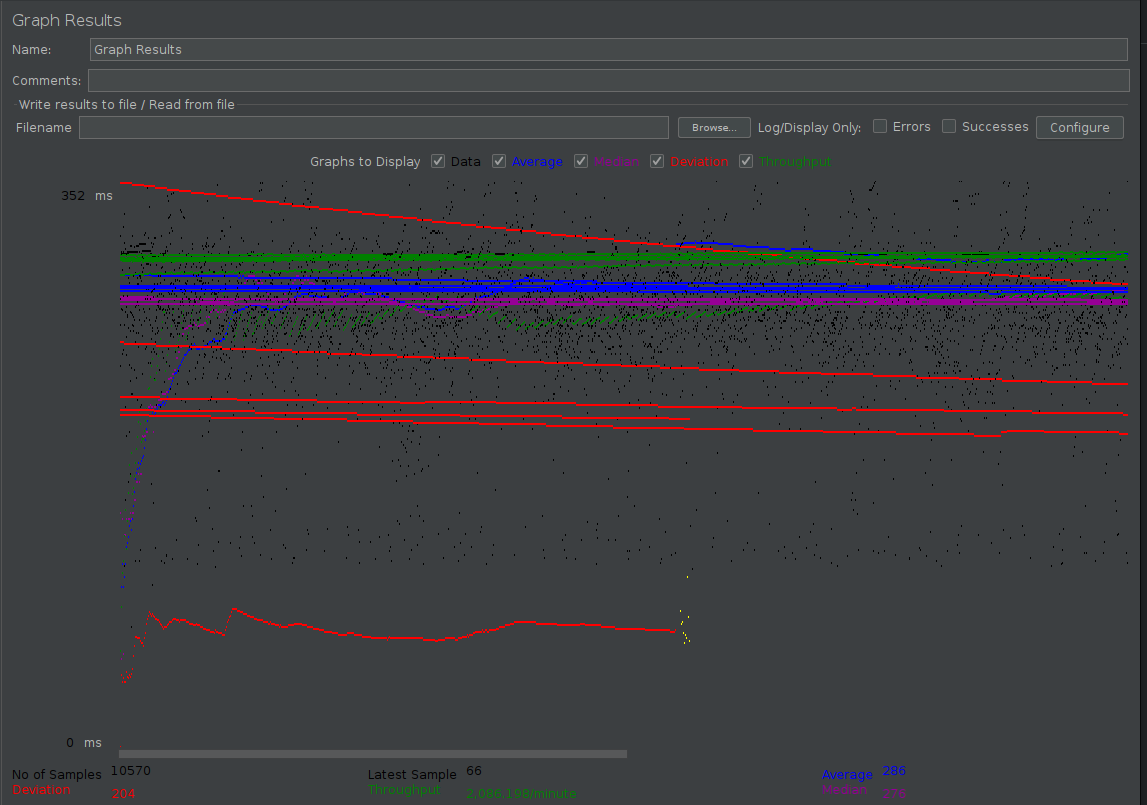 Graph Results
Name: Graph Results
Comments:
Write results to file / Read from file
Filename Browse... Log/Display Only: Errors Successes Configure
Graphs to Display Data Average Median Deviation Throughput
352 ms
0 ms
No of Samples 10570 Latest Sample 66 Average 286
Deviation 204 Throughput 2,086.198/minute Median